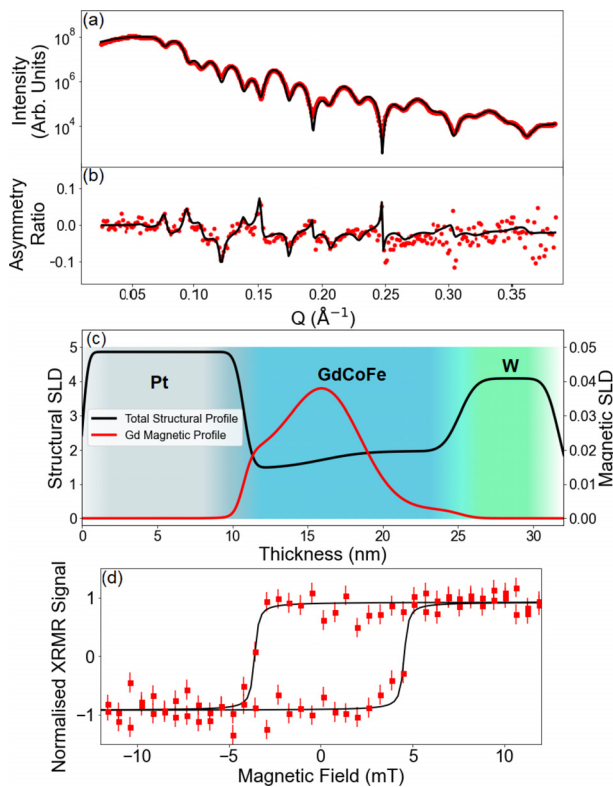 (a)
10⁸
10⁶
10⁴
Intensity
(Arb. Units)
(b)
0.1
0.0
−0.1
Asymmetry
Ratio
0.05 0.10 0.15 0.20 0.25 0.30 0.35
Q (Å⁻¹)
(c)
Pt GdCoFe W
5 4 3 2 1 0
Structural SLD
Total Structural Profile
Gd Magnetic Profile
0.05 0.04 0.03 0.02 0.01 0.00
Magnetic SLD
0 5 10 15 20 25 30
Thickness (nm)
(d)
1
0
−1
Normalised XRMR Signal
−10 −5 0 5 10
Magnetic Field (mT)